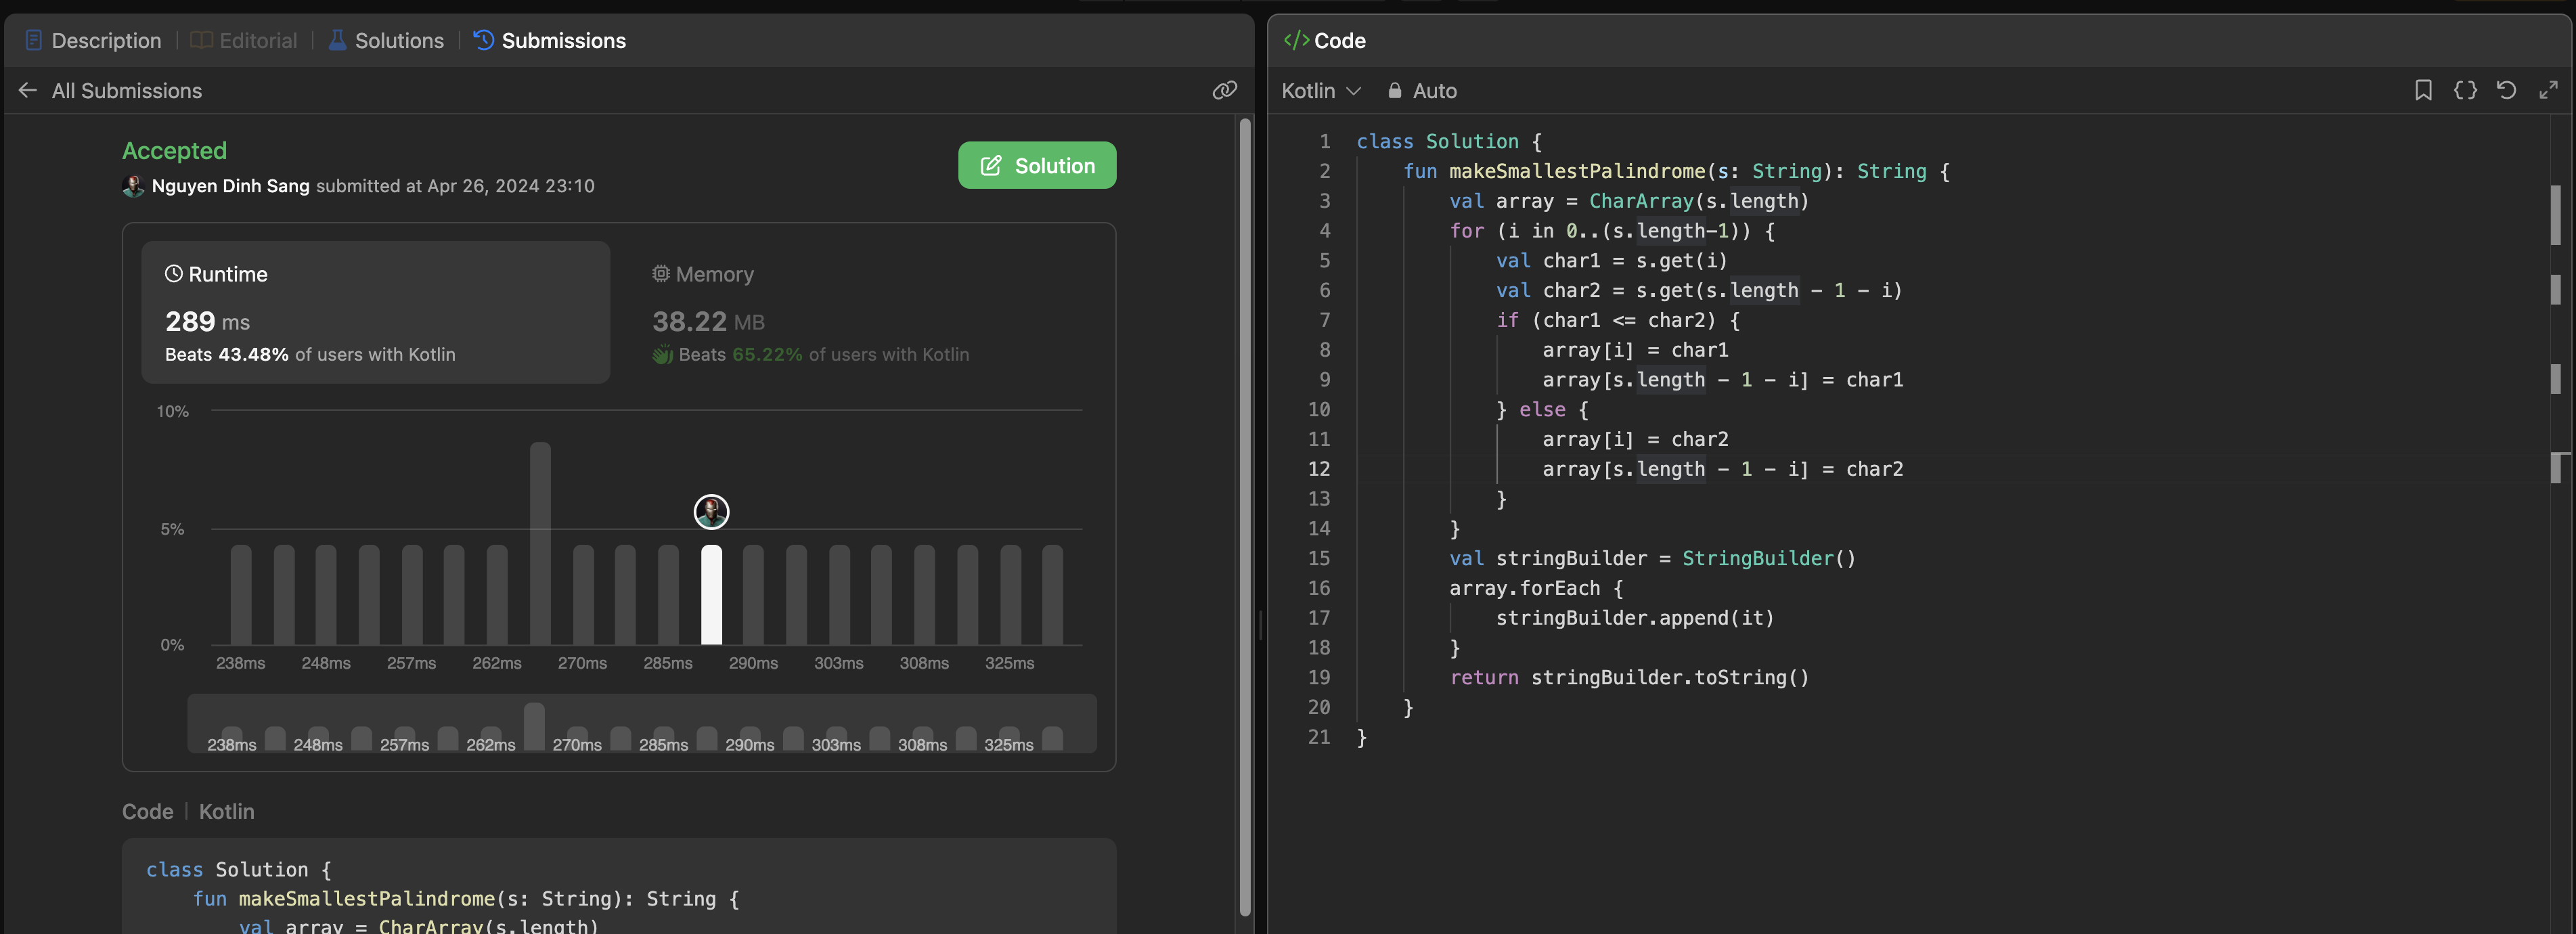 Description | Editorial | Solutions | Submissions
All Submissions
Accepted
Nguyen Dinh Sang submitted at Apr 26, 2024 23:10
Solution
Runtime
289 ms
Beats 43.48% of users with Kotlin
Memory
38.22 MB
Beats 65.22% of users with Kotlin
10%
5%
0%
238ms 248ms 257ms 262ms 270ms 285ms 290ms 303ms 308ms 325ms
238ms 248ms 257ms 262ms 270ms 285ms 290ms 303ms 308ms 325ms
Code | Kotlin
class Solution {
fun makeSmallestPalindrome(s: String): String {
val array = CharArray(s.length)
</> Code
Kotlin Auto
1 class Solution {
2 fun makeSmallestPalindrome(s: String): String {
3 val array = CharArray(s.length)
4 for (i in 0..(s.length-1)) {
5 val char1 = s.get(i)
6 val char2 = s.get(s.length - 1 - i)
7 if (char1 <= char2) {
8 array[i] = char1
9 array[s.length - 1 - i] = char1
10 } else {
11 array[i] = char2
12 array[s.length - 1 - i] = char2
13 }
14 }
15 val stringBuilder = StringBuilder()
16 array.forEach {
17 stringBuilder.append(it)
18 }
19 return stringBuilder.toString()
20 }
21 }